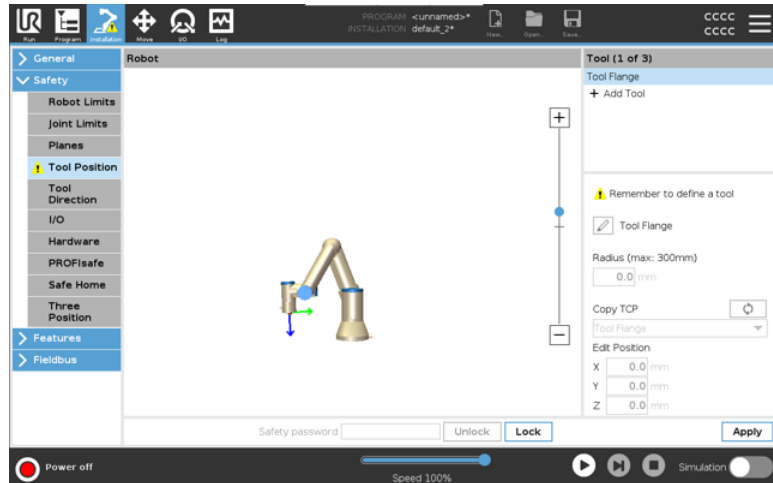 PROGRAM <unnamed>*
INSTALLATION default_2*
UR
Run
Program
Installation
Move
I/O
Log
New...
Open...
Save...
cccc
cccc
General
Safety
Robot Limits
Joint Limits
Planes
Tool Position
Tool
Direction
I/O
Hardware
PROFIsafe
Safe Home
Three
Position
Features
Fieldbus
Robot
Tool (1 of 3)
Tool Flange
+ Add Tool
Remember to define a tool
Tool Flange
Radius (max: 300mm)
0.0 mm
Copy TCP
Tool Flange
Edit Position
X 0.0 mm
Y 0.0 mm
Z 0.0 mm
Safety password
Unlock
Lock
Apply
Power off
Speed 100%
Simulation